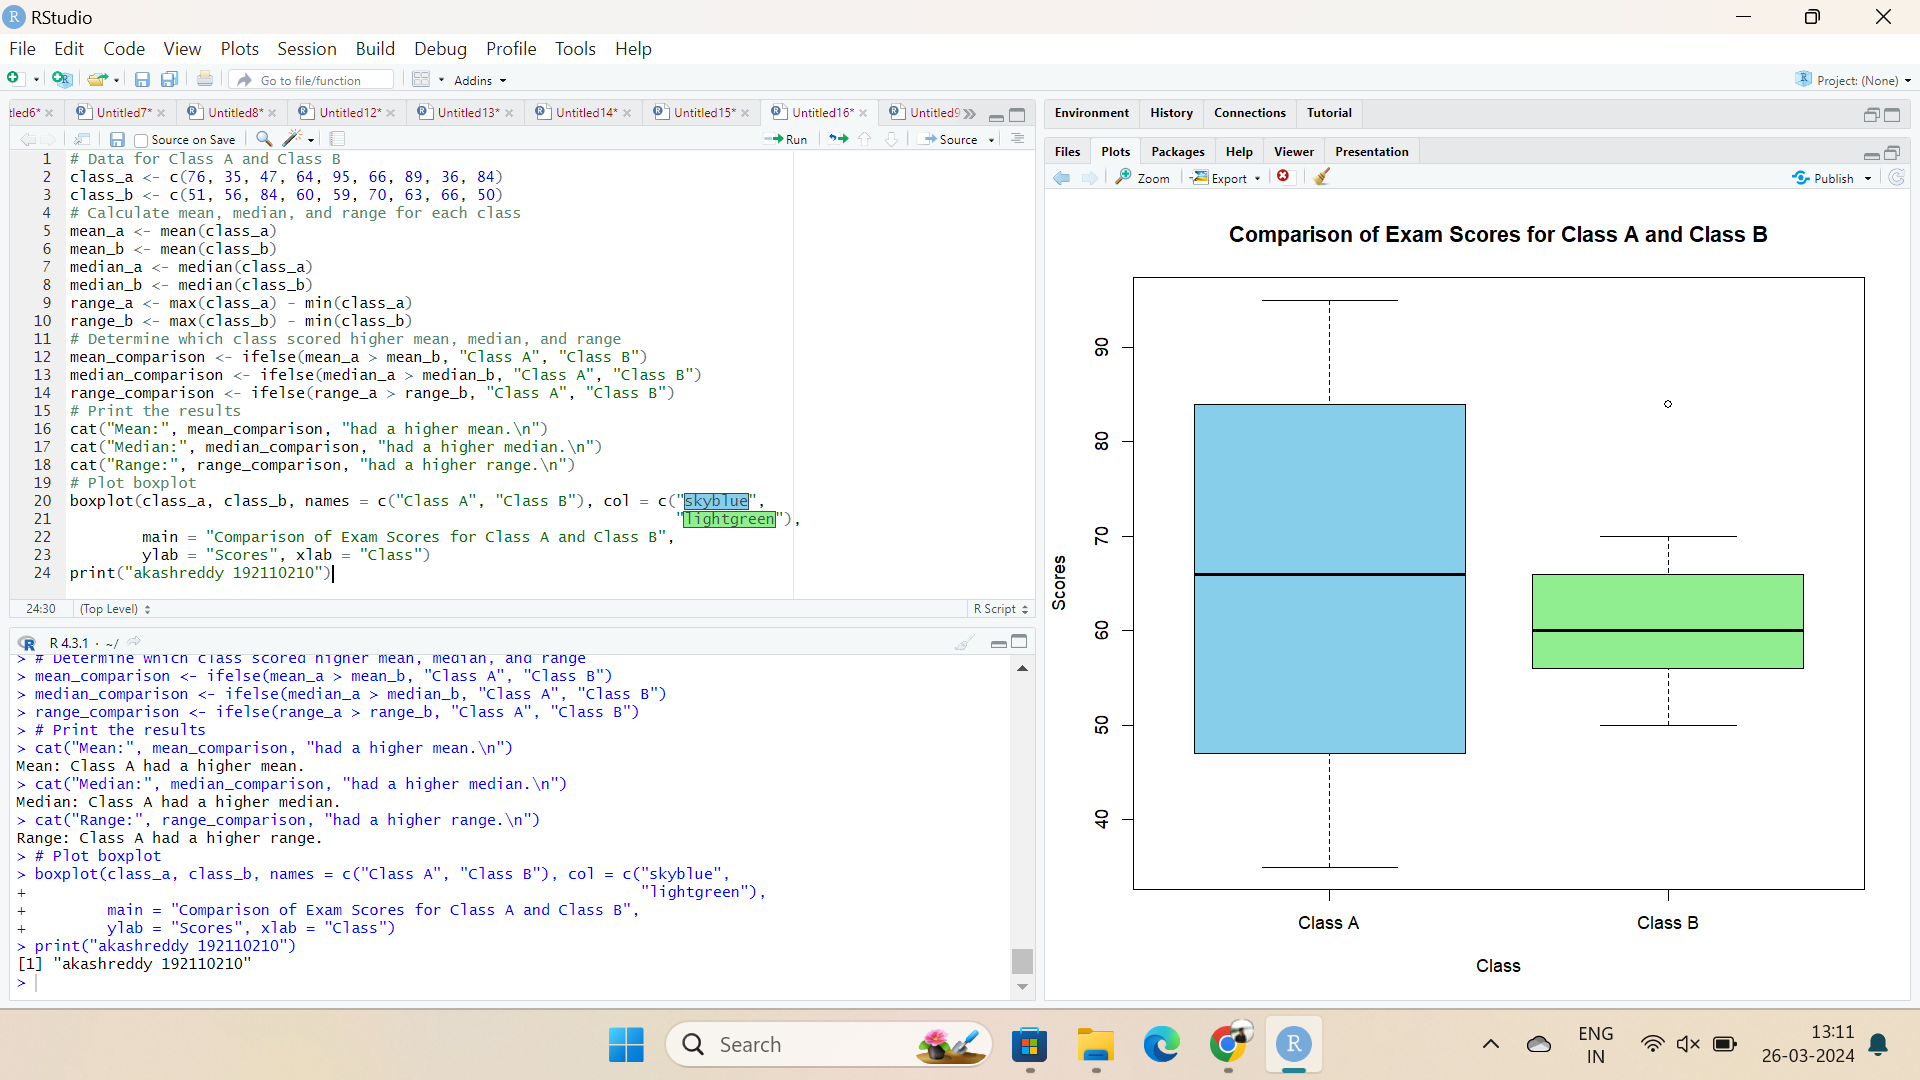 RStudio
File Edit Code View Plots Session Build Debug Profile Tools Help
Go to file/function Addins Project: (None)
tled6* Untitled7* Untitled8* Untitled12* Untitled13* Untitled14* Untitled15* Untitled16* Untitled9
Source on Save Run Source
1 # Data for Class A and Class B
2 class_a <- c(76, 35, 47, 64, 95, 66, 89, 36, 84)
3 class_b <- c(51, 56, 84, 60, 59, 70, 63, 66, 50)
4 # Calculate mean, median, and range for each class
5 mean_a <- mean(class_a)
6 mean_b <- mean(class_b)
7 median_a <- median(class_a)
8 median_b <- median(class_b)
9 range_a <- max(class_a) - min(class_a)
10 range_b <- max(class_b) - min(class_b)
11 # Determine which class scored higher mean, median, and range
12 mean_comparison <- ifelse(mean_a > mean_b, "Class A", "Class B")
13 median_comparison <- ifelse(median_a > median_b, "Class A", "Class B")
14 range_comparison <- ifelse(range_a > range_b, "Class A", "Class B")
15 # Print the results
16 cat("Mean:", mean_comparison, "had a higher mean.\n")
17 cat("Median:", median_comparison, "had a higher median.\n")
18 cat("Range:", range_comparison, "had a higher range.\n")
19 # Plot boxplot
20 boxplot(class_a, class_b, names = c("Class A", "Class B"), col = c("skyblue",
21 "lightgreen"),
22 main = "Comparison of Exam Scores for Class A and Class B",
23 ylab = "Scores", xlab = "Class")
24 print("akashreddy 192110210")
24:30 (Top Level) R Script
R 4.3.1 · ~/
> # Determine which class scored higher mean, median, and range
> mean_comparison <- ifelse(mean_a > mean_b, "Class A", "Class B")
> median_comparison <- ifelse(median_a > median_b, "Class A", "Class B")
> range_comparison <- ifelse(range_a > range_b, "Class A", "Class B")
> # Print the results
> cat("Mean:", mean_comparison, "had a higher mean.\n")
Mean: Class A had a higher mean.
> cat("Median:", median_comparison, "had a higher median.\n")
Median: Class A had a higher median.
> cat("Range:", range_comparison, "had a higher range.\n")
Range: Class A had a higher range.
> # Plot boxplot
> boxplot(class_a, class_b, names = c("Class A", "Class B"), col = c("skyblue",
+ "lightgreen"),
+ main = "Comparison of Exam Scores for Class A and Class B",
+ ylab = "Scores", xlab = "Class")
> print("akashreddy 192110210")
[1] "akashreddy 192110210"
>
Environment History Connections Tutorial
Files Plots Packages Help Viewer Presentation
Zoom Export Publish
Comparison of Exam Scores for Class A and Class B
90
80
70
60
50
40
Scores
Class A Class B
Class
Search
ENG
IN
13:11
26-03-2024